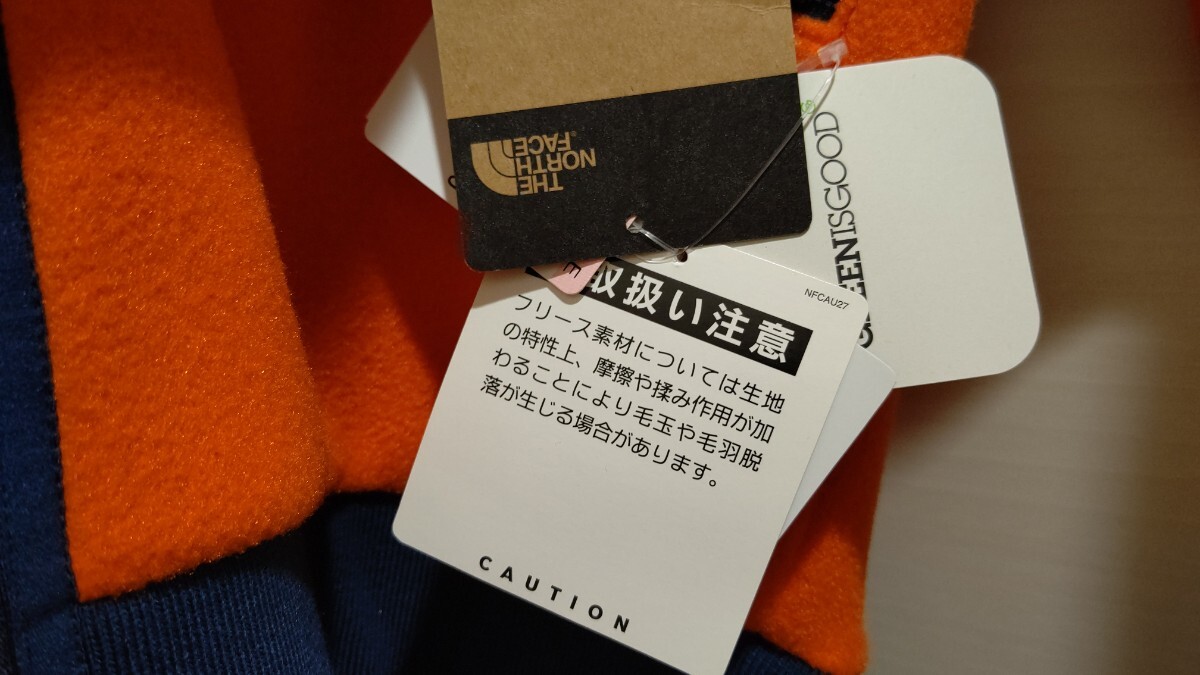 THE
NORTH
FACE
®
GREENISGOOD
NFCAU27
取扱い注意
フリース素材については生地
の特性上、摩擦や揉み作用が加
わることにより毛玉や毛羽脱
落が生じる場合があります。
CAUTION